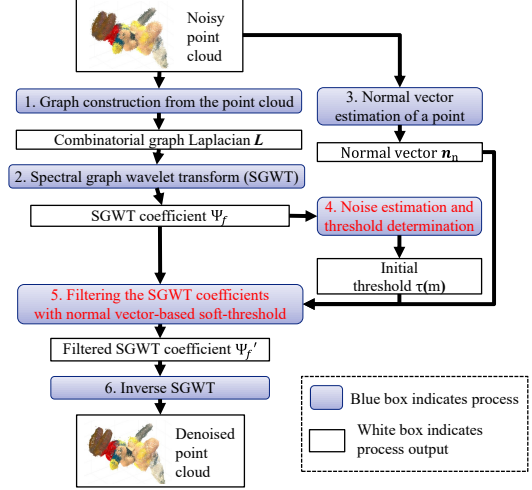 Noisy
point
cloud
1. Graph construction from the point cloud
3. Normal vector
estimation of a point
Combinatorial graph Laplacian L
Normal vector nₙ
2. Spectral graph wavelet transform (SGWT)
SGWT coefficient Ψf
4. Noise estimation and
threshold determination
Initial
threshold τ(m)
5. Filtering the SGWT coefficients
with normal vector-based soft-threshold
Filtered SGWT coefficient Ψf′
6. Inverse SGWT
Denoised
point
cloud
Blue box indicates process
White box indicates
process output